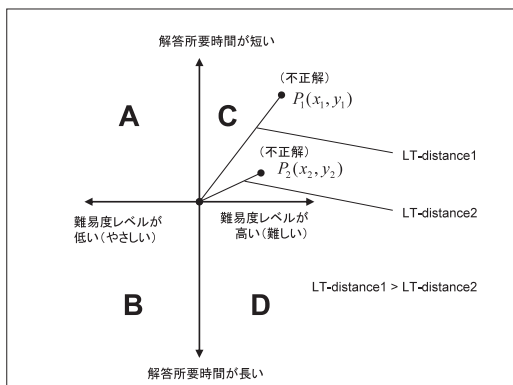 解答所要時間が短い
A
C
(不正解)
P₁(x₁, y₁)
(不正解)
P₂(x₂, y₂)
LT-distance1
LT-distance2
難易度レベルが
低い(やさしい)
難易度レベルが
高い(難しい)
B
D
LT-distance1 > LT-distance2
解答所要時間が長い